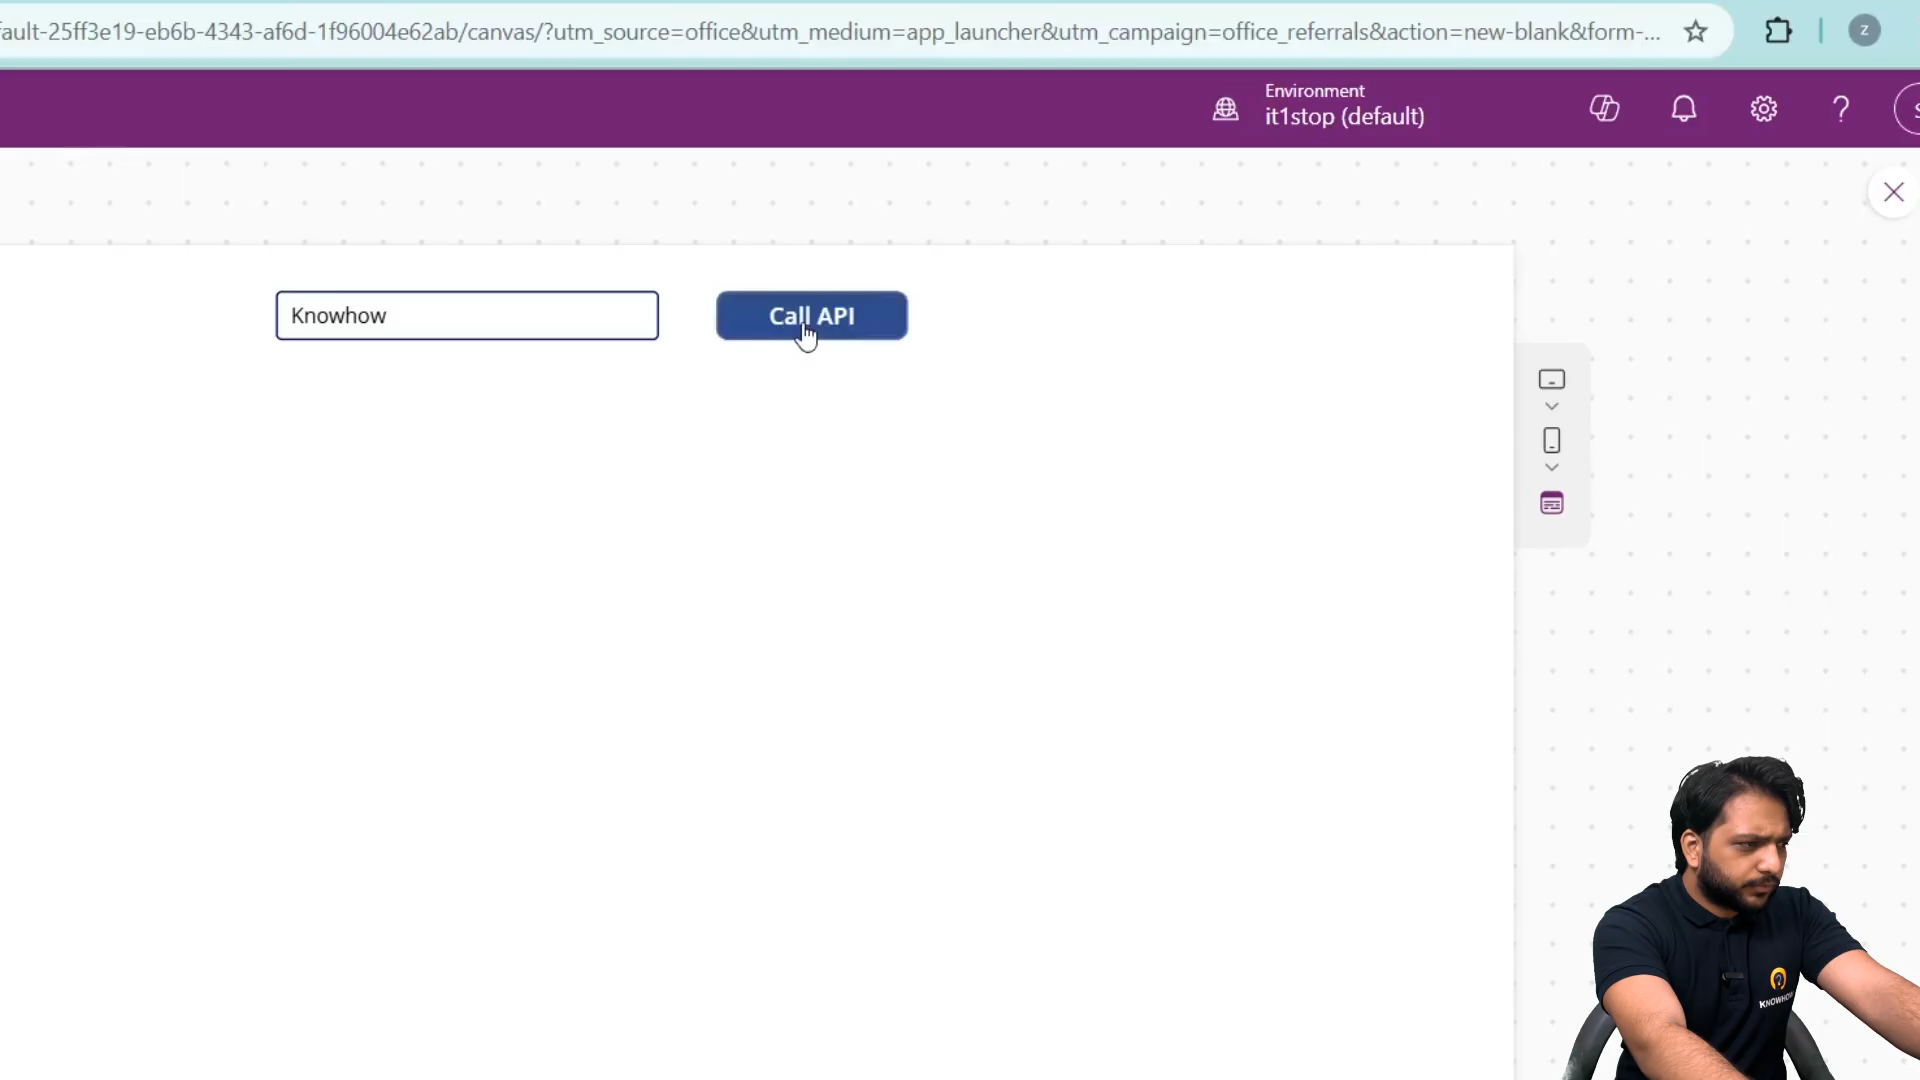 ault-25ff3e19-eb6b-4343-af6d-1f96004e62ab/canvas/?utm_source=office&utm_medium=app_launcher&utm_campaign=office_referrals&action=new-blank&form-...
z
Environment
it1stop (default)
Knowhow
Call API
KNOWHOW